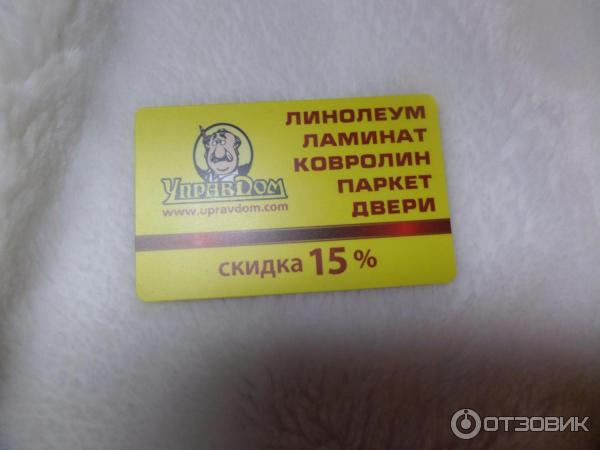 УПРАВДОМ
www.upravdom.com
ЛИНОЛЕУМ
ЛАМИНАТ
КОВРОЛИН
ПАРКЕТ
ДВЕРИ
скидка 15 %
ОТЗОВИК